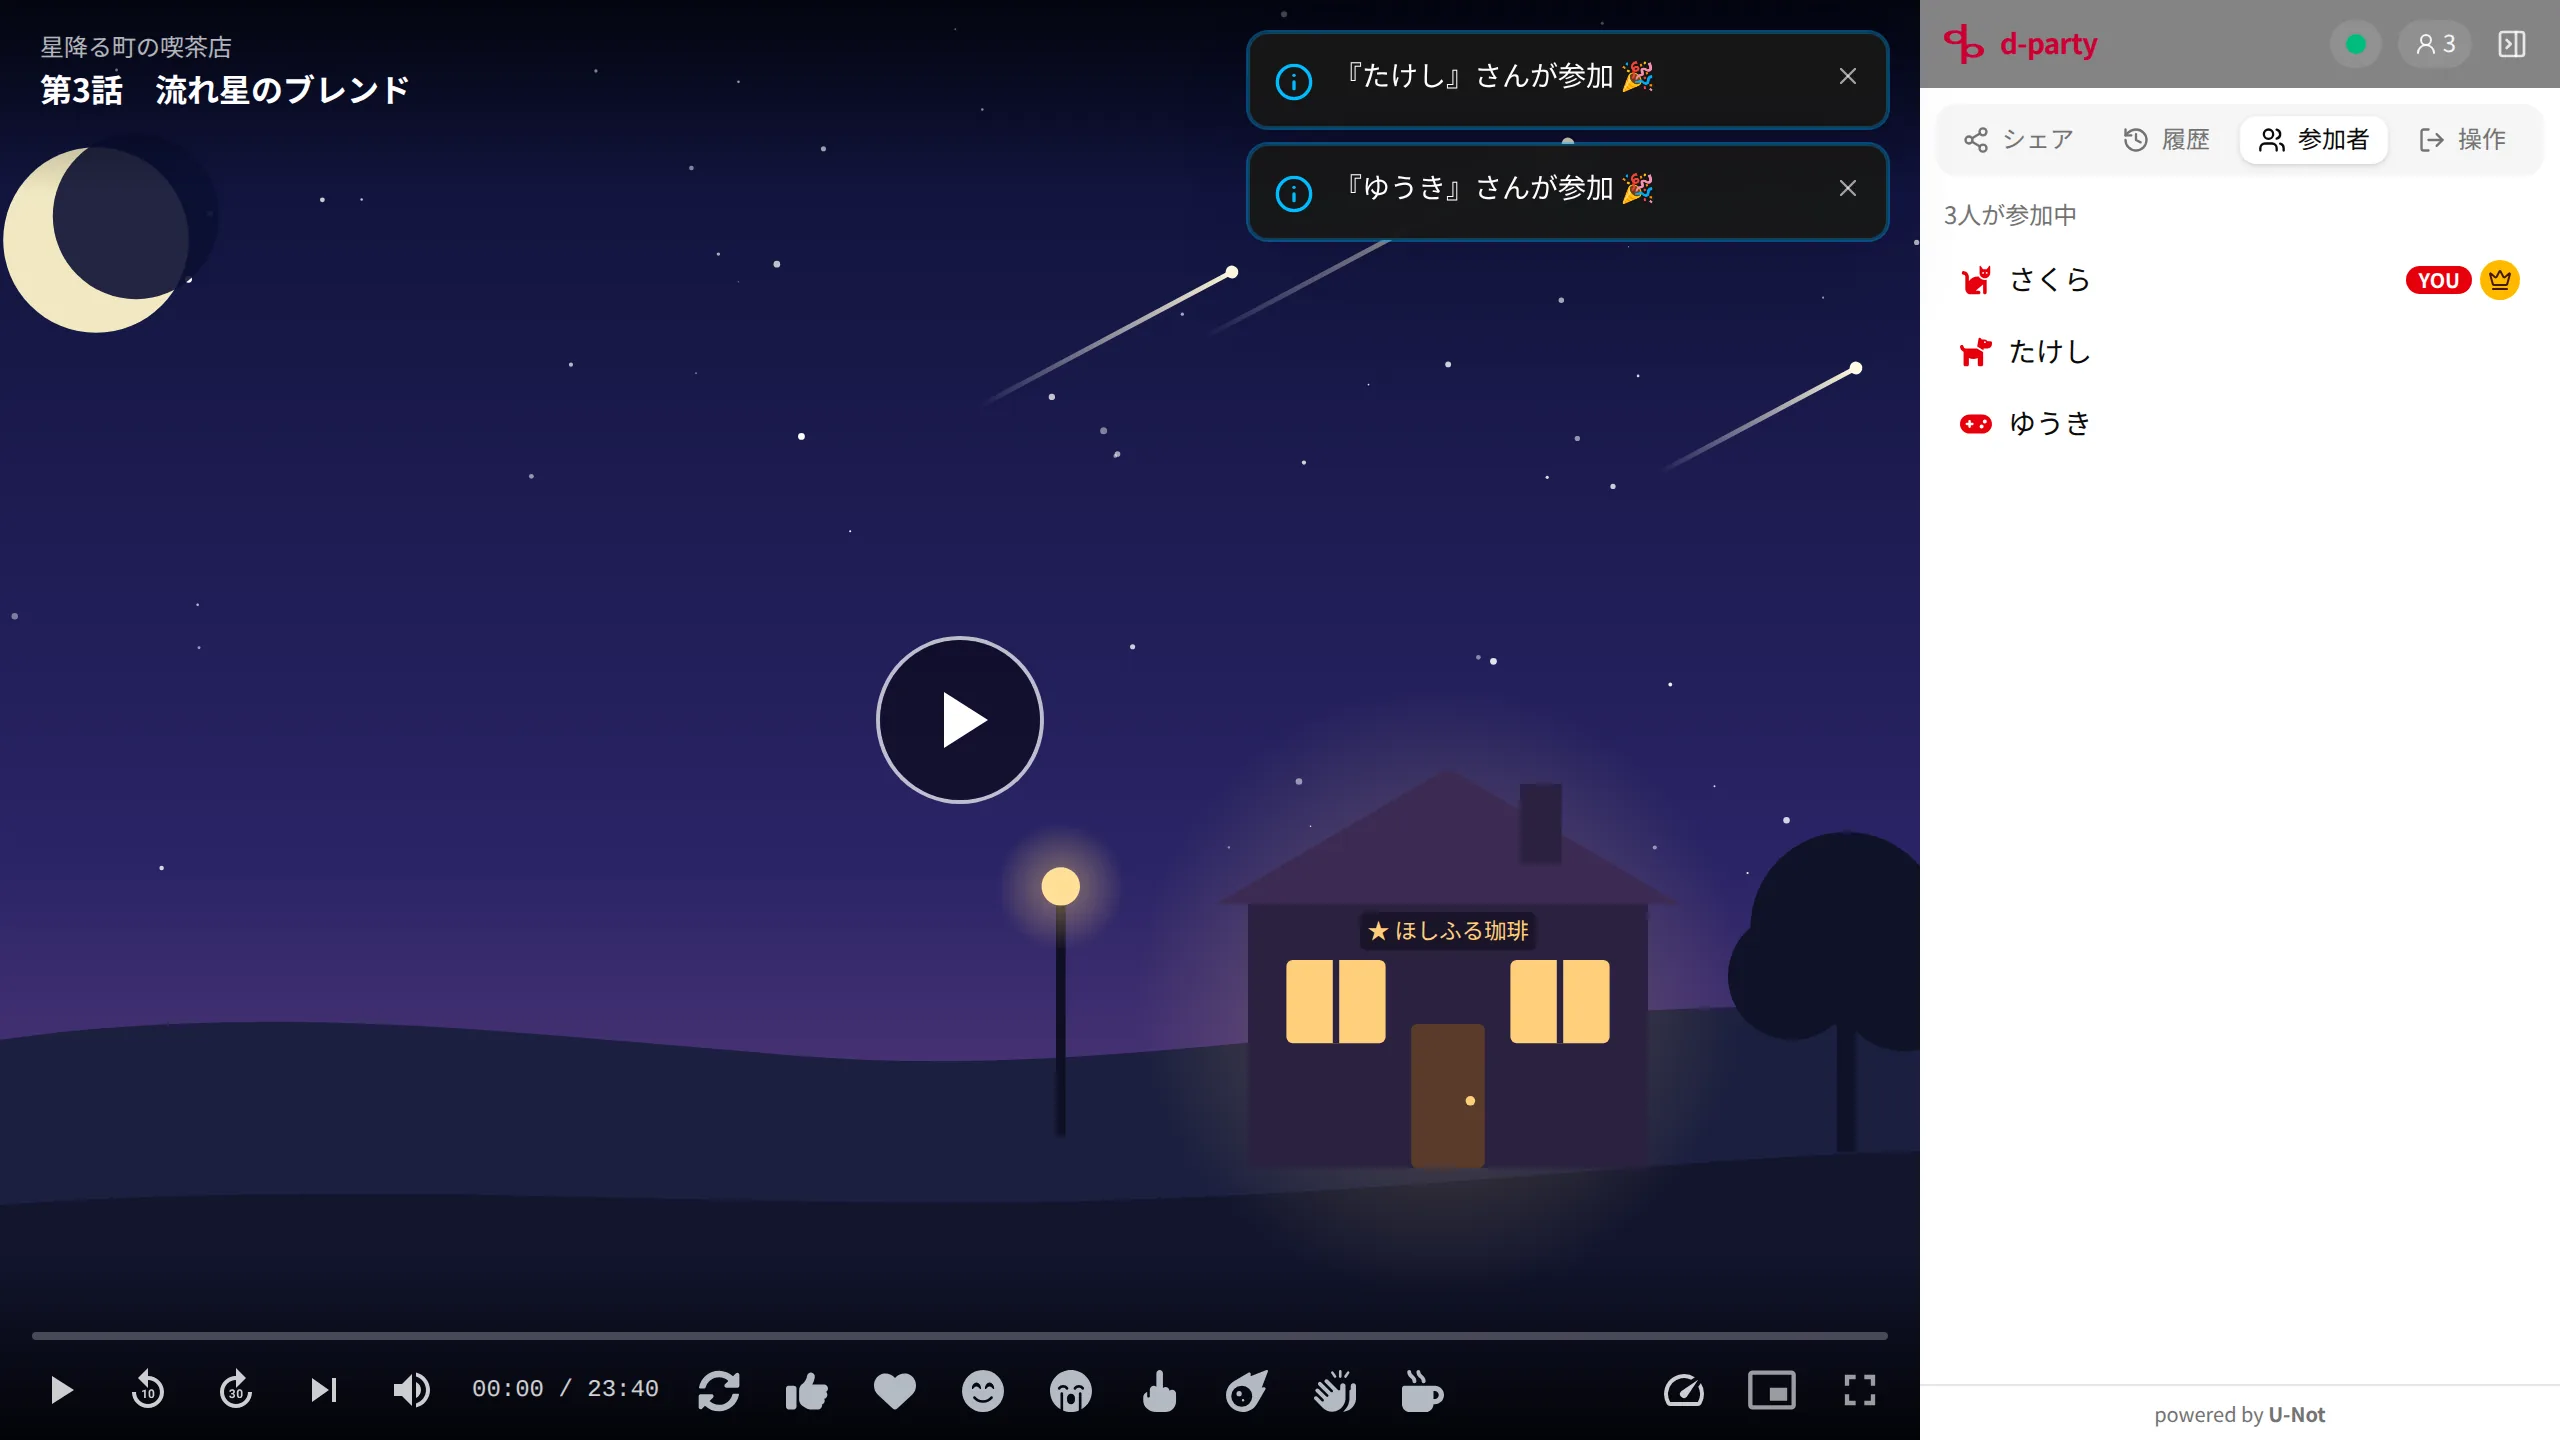 星降る町の喫茶店
第3話　流れ星のブレンド
『たけし』さんが参加 🎉
『ゆうき』さんが参加 🎉
★ ほしふる珈琲
10
30
00:00 / 23:40
d-party
3
シェア
履歴
参加者
操作
3人が参加中
さくら
YOU
たけし
ゆうき
powered by U-Not